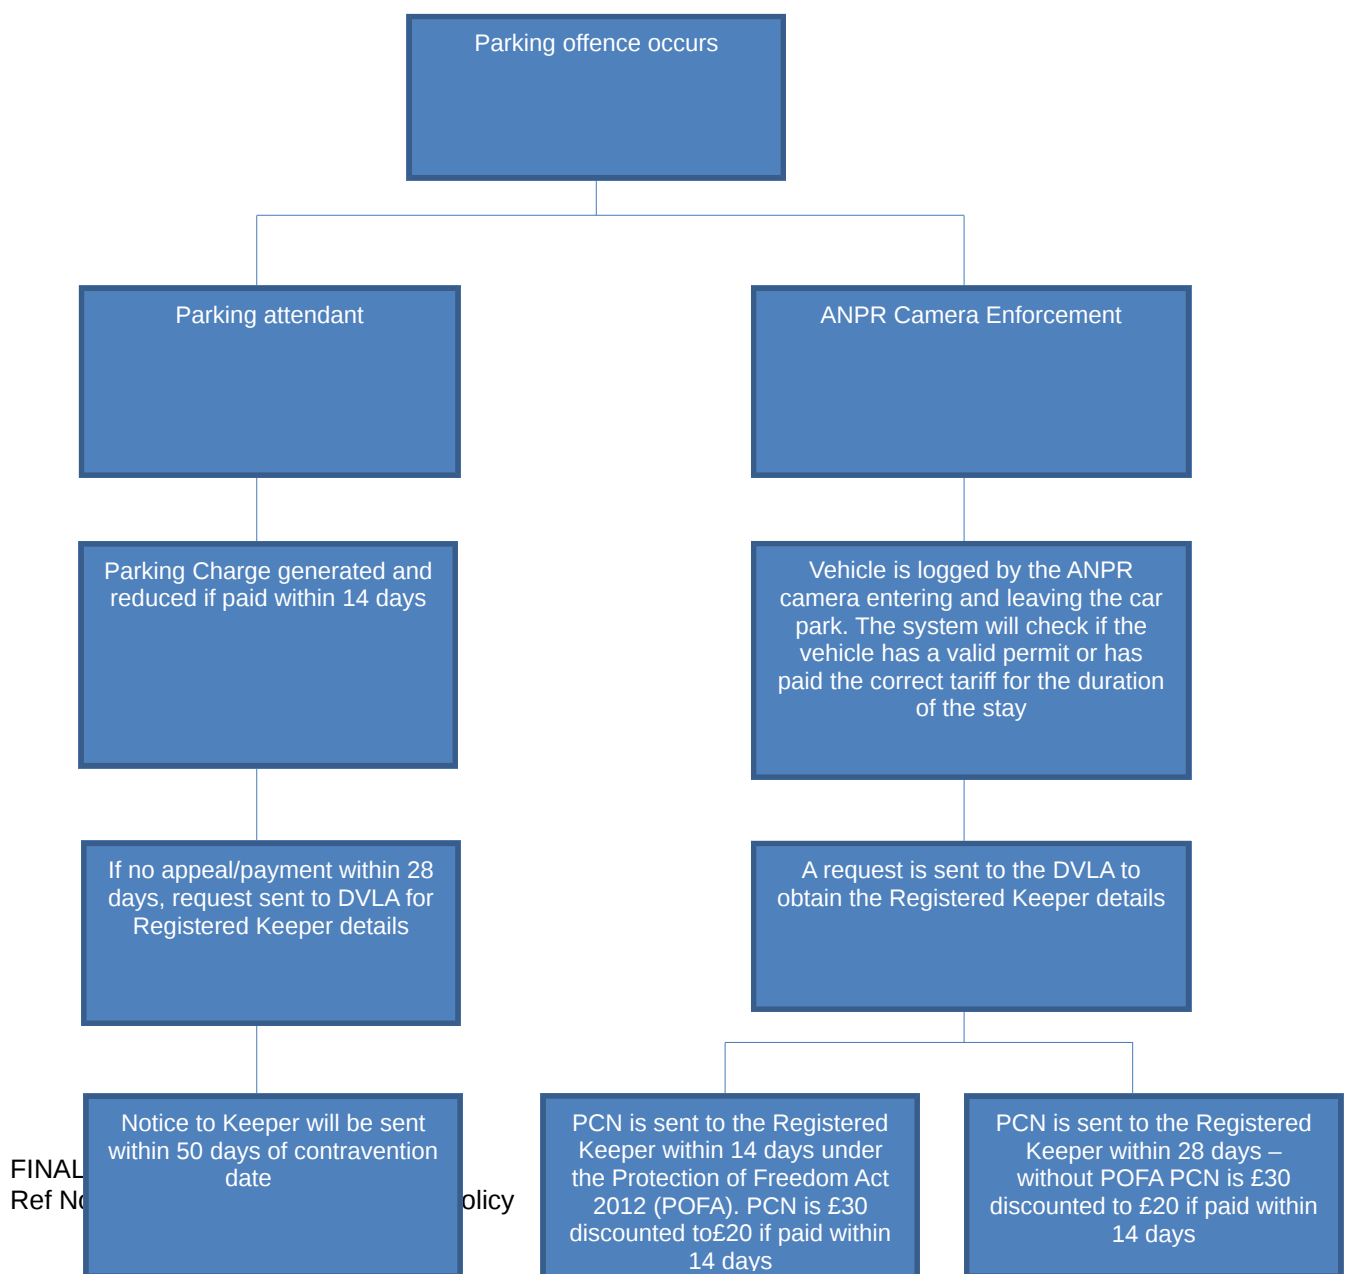 Parking offence occurs
Parking attendant
ANPR Camera Enforcement
Parking Charge generated and
reduced if paid within 14 days
Vehicle is logged by the ANPR
camera entering and leaving the car
park. The system will check if the
vehicle has a valid permit or has
paid the correct tariff for the duration
of the stay
If no appeal/payment within 28
days, request sent to DVLA for
Registered Keeper details
A request is sent to the DVLA to
obtain the Registered Keeper details
Notice to Keeper will be sent
within 50 days of contravention
date
PCN is sent to the Registered
Keeper within 14 days under
the Protection of Freedom Act
2012 (POFA). PCN is £30
discounted to£20 if paid within
14 days
PCN is sent to the Registered
Keeper within 28 days –
without POFA PCN is £30
discounted to £20 if paid within
14 days
FINAL
Ref